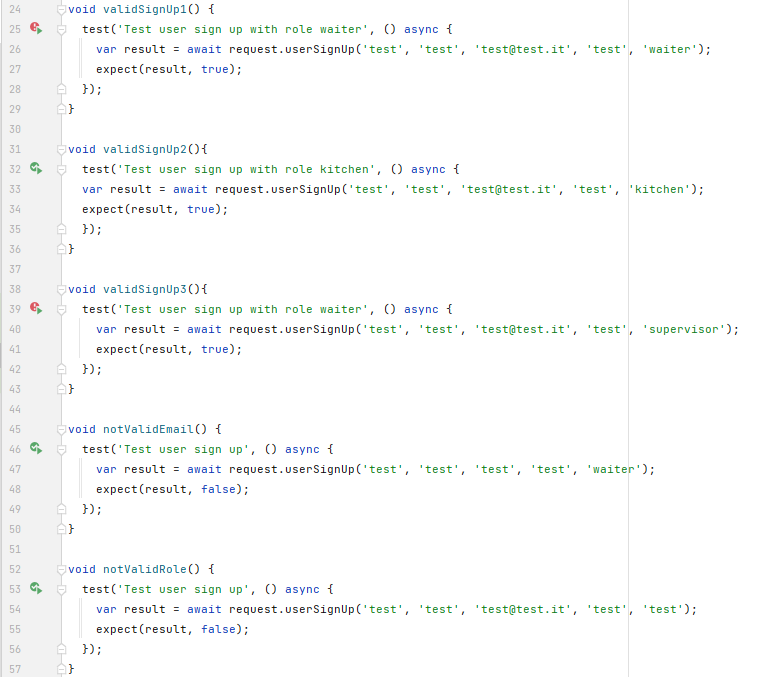 24 void validSignUp1() {
25   test('Test user sign up with role waiter', () async {
26     var result = await request.userSignUp('test', 'test', 'test@test.it', 'test', 'waiter');
27     expect(result, true);
28   });
29 }
30
31 void validSignUp2(){
32   test('Test user sign up with role kitchen', () async {
33   var result = await request.userSignUp('test', 'test', 'test@test.it', 'test', 'kitchen');
34   expect(result, true);
35   });
36 }
37
38 void validSignUp3(){
39   test('Test user sign up with role waiter', () async {
40     var result = await request.userSignUp('test', 'test', 'test@test.it', 'test', 'supervisor');
41     expect(result, true);
42   });
43 }
44
45 void notValidEmail() {
46   test('Test user sign up', () async {
47     var result = await request.userSignUp('test', 'test', 'test', 'test', 'waiter');
48     expect(result, false);
49   });
50 }
51
52 void notValidRole() {
53   test('Test user sign up', () async {
54     var result = await request.userSignUp('test', 'test', 'test@test.it', 'test', 'test');
55     expect(result, false);
56   });
57 }